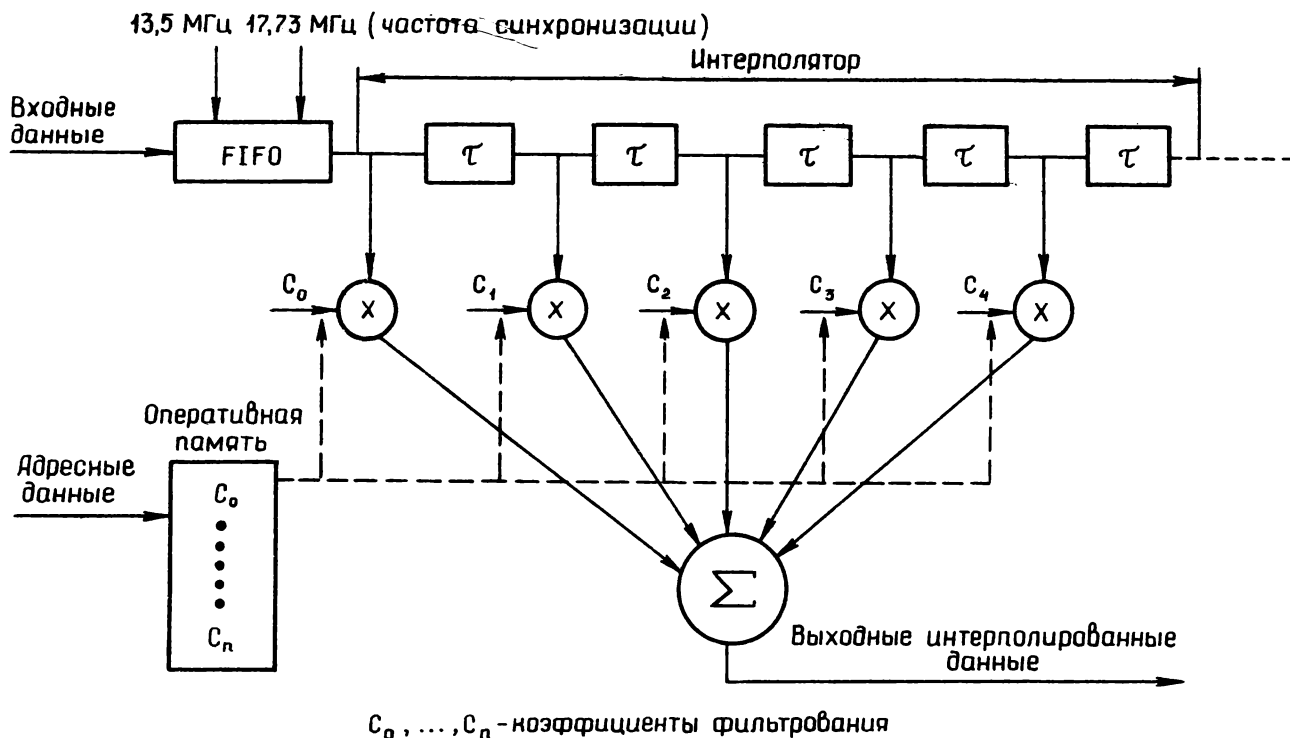 13,5 МГц 17,73 МГц (частота синхронизации)
Интерполятор
Входные
данные
FIFO
τ
τ
τ
τ
τ
C₀
X
C₁
X
C₂
X
C₃
X
C₄
X
Оперативная
память
Адресные
данные
C₀
Cₙ
Σ
Выходные интерполированные
данные
C₀, ..., Cₙ - коэффициенты фильтрования